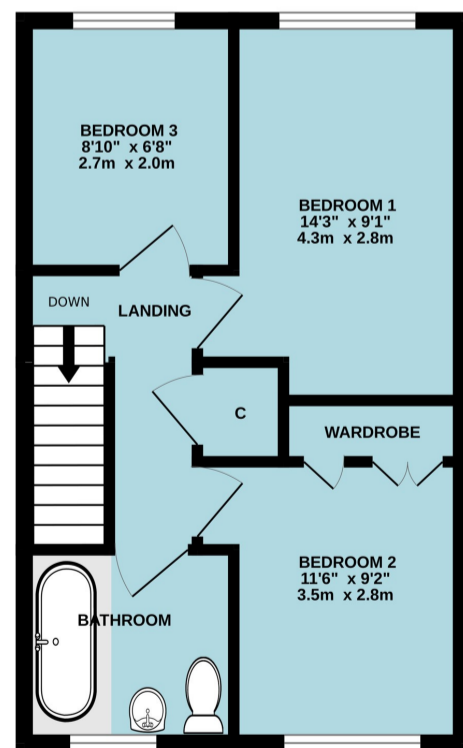 BEDROOM 3
8'10" x 6'8"
2.7m x 2.0m
BEDROOM 1
14'3" x 9'1"
4.3m x 2.8m
DOWN
LANDING
C
WARDROBE
BEDROOM 2
11'6" x 9'2"
3.5m x 2.8m
BATHROOM